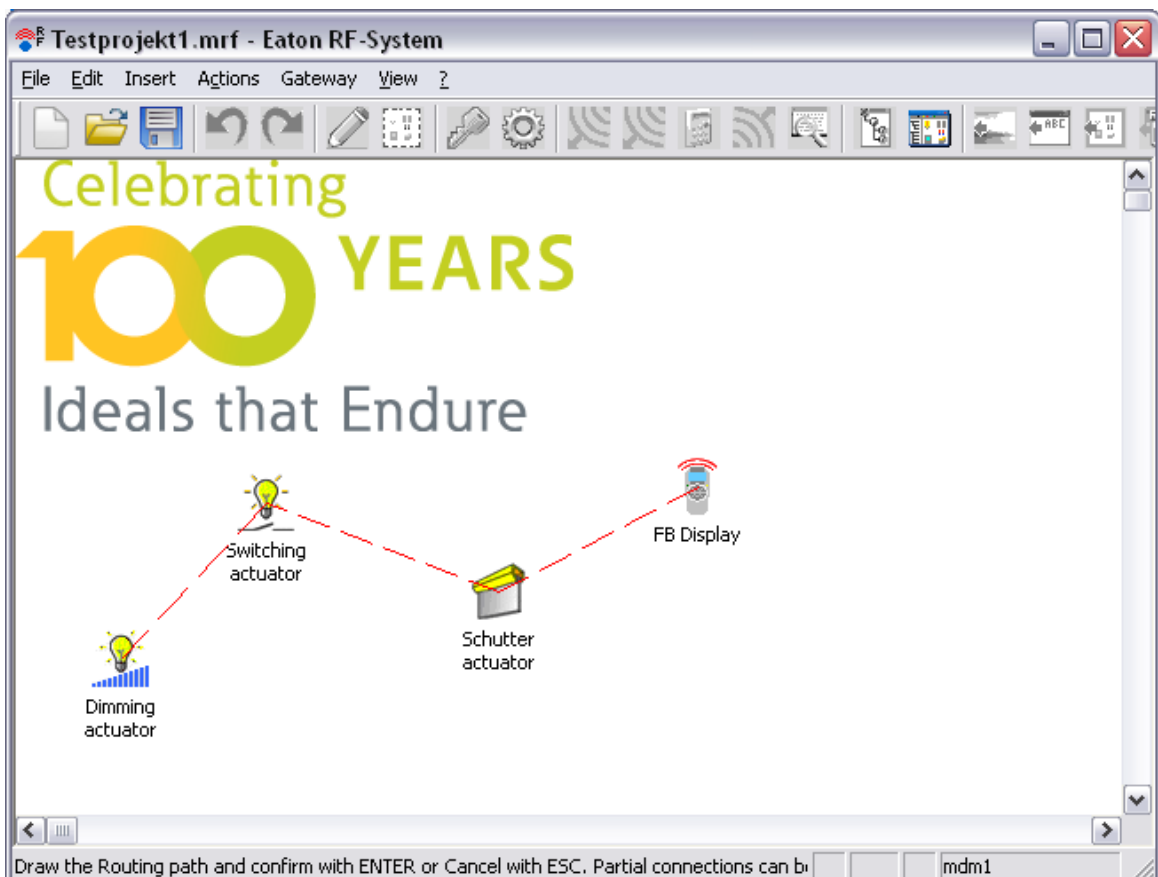 Testprojekt1.mrf - Eaton RF-System
File Edit Insert Actions Gateway View ?
Celebrating
100 YEARS
Ideals that Endure
FB Display
Switching
actuator
Schutter
actuator
Dimming
actuator
Draw the Routing path and confirm with ENTER or Cancel with ESC. Partial connections can
mdm1